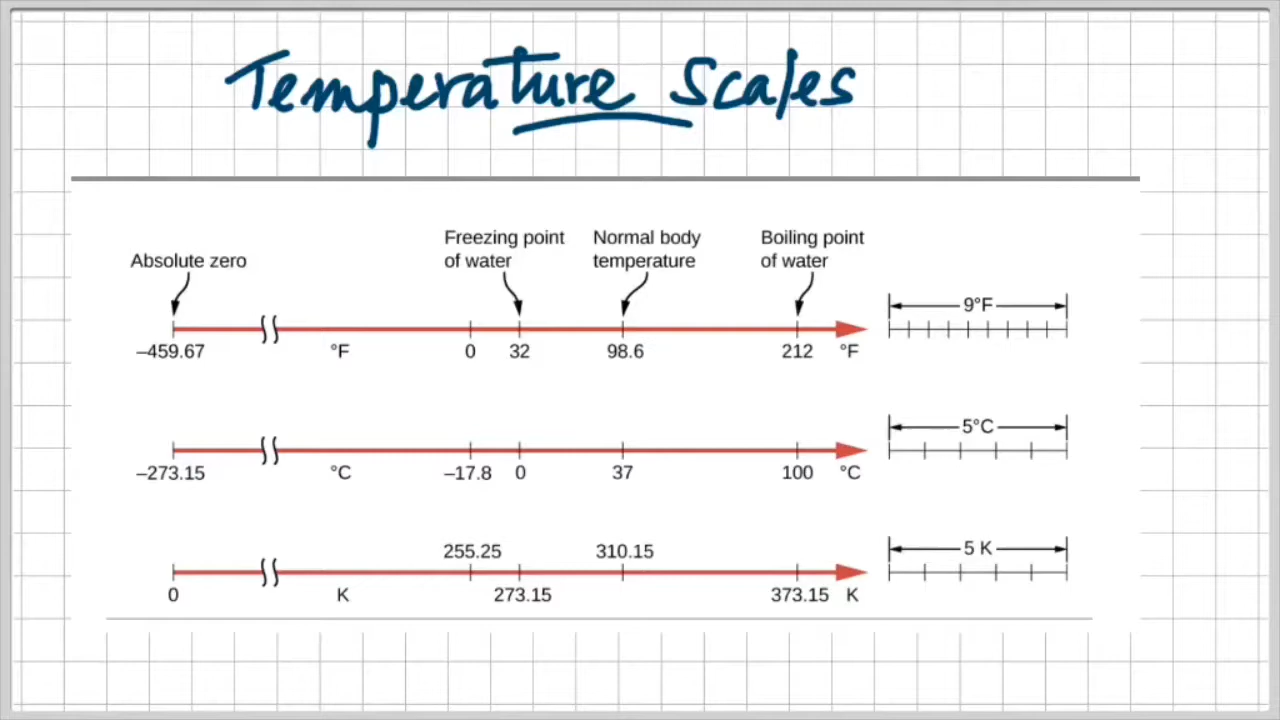 Temperature Scales
Freezing point Normal body Boiling point
Absolute zero of water temperature of water
9°F
–459.67 °F 0 32 98.6 212 °F
5°C
–273.15 °C –17.8 0 37 100 °C
255.25 310.15 5 K
0 K 273.15 373.15 K